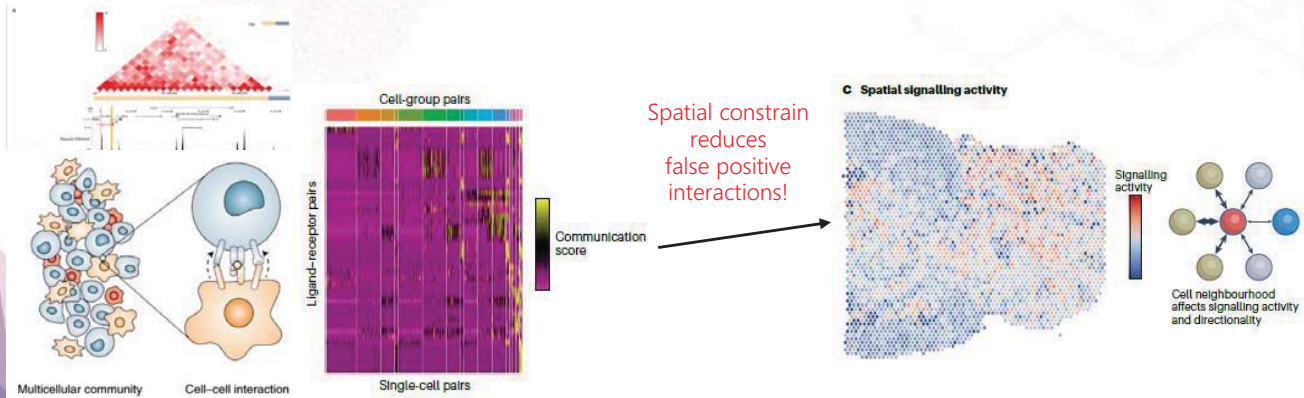 Cell-group pairs
Ligand–receptor pairs
Single-cell pairs
Communication
score
Multicellular community
Cell–cell interaction
Spatial constrain
reduces
false positive
interactions!
C Spatial signalling activity
Signalling
activity
Cell neighbourhood
affects signalling activity
and directionality